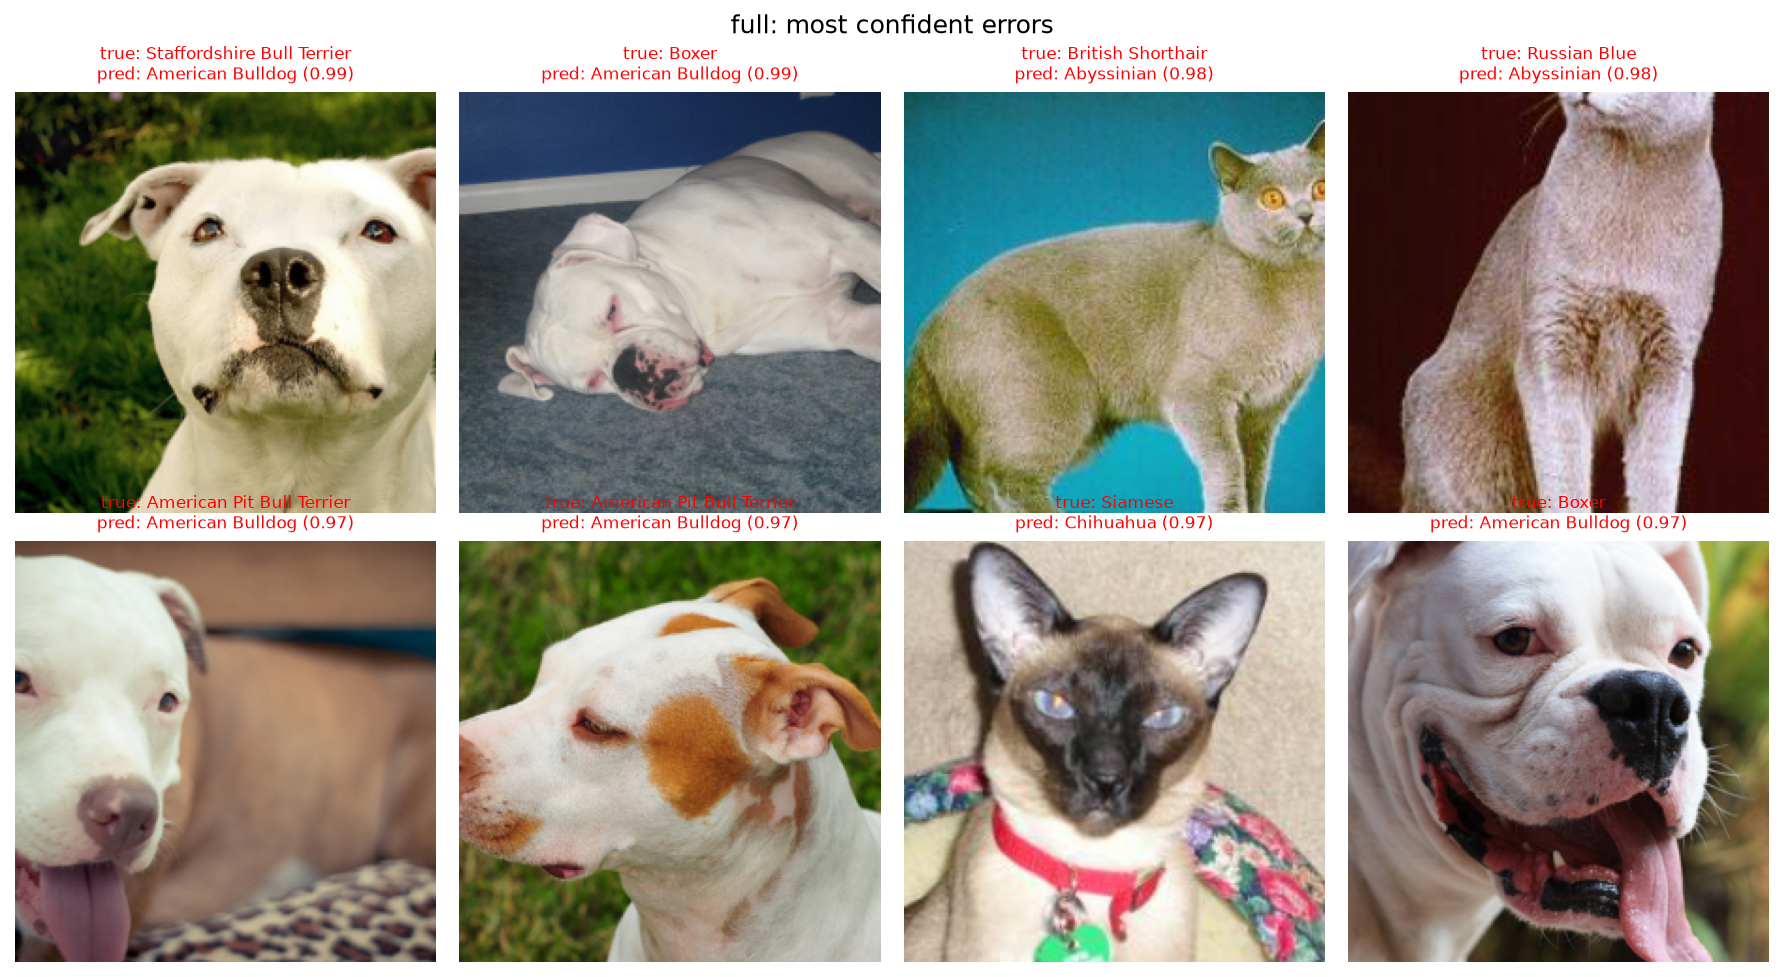 full: most confident errors
true: Staffordshire Bull Terrier
pred: American Bulldog (0.99)
true: Boxer
pred: American Bulldog (0.99)
true: British Shorthair
pred: Abyssinian (0.98)
true: Russian Blue
pred: Abyssinian (0.98)
true: American Pit Bull Terrier
pred: American Bulldog (0.97)
true: American Pit Bull Terrier
pred: American Bulldog (0.97)
true: Siamese
pred: Chihuahua (0.97)
true: Boxer
pred: American Bulldog (0.97)